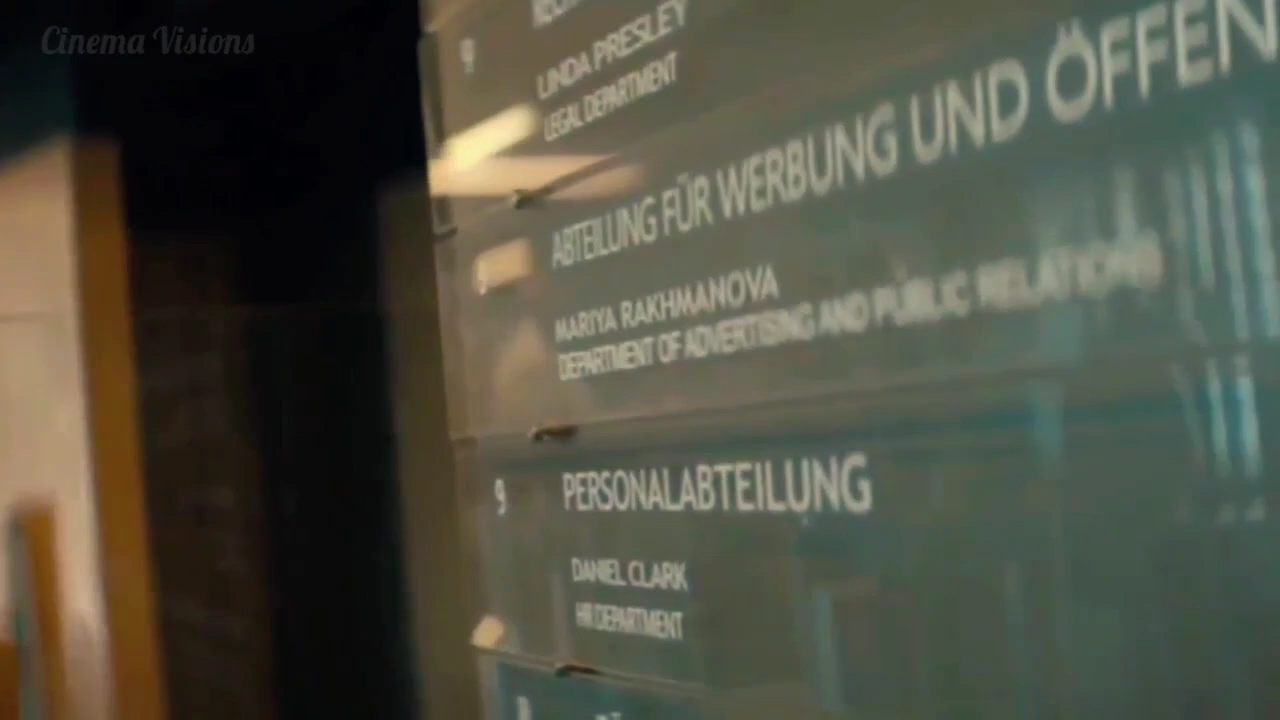 Cinema Visions
9
LINDA PRESLEY
LEGAL DEPARTMENT
ABTEILUNG FÜR WERBUNG UND ÖFFEN
MARIYA RAKHMANOVA
DEPARTMENT OF ADVERTISING AND PUBLIC RELATIONS
9 PERSONALABTEILUNG
DANIEL CLARK
HR DEPARTMENT